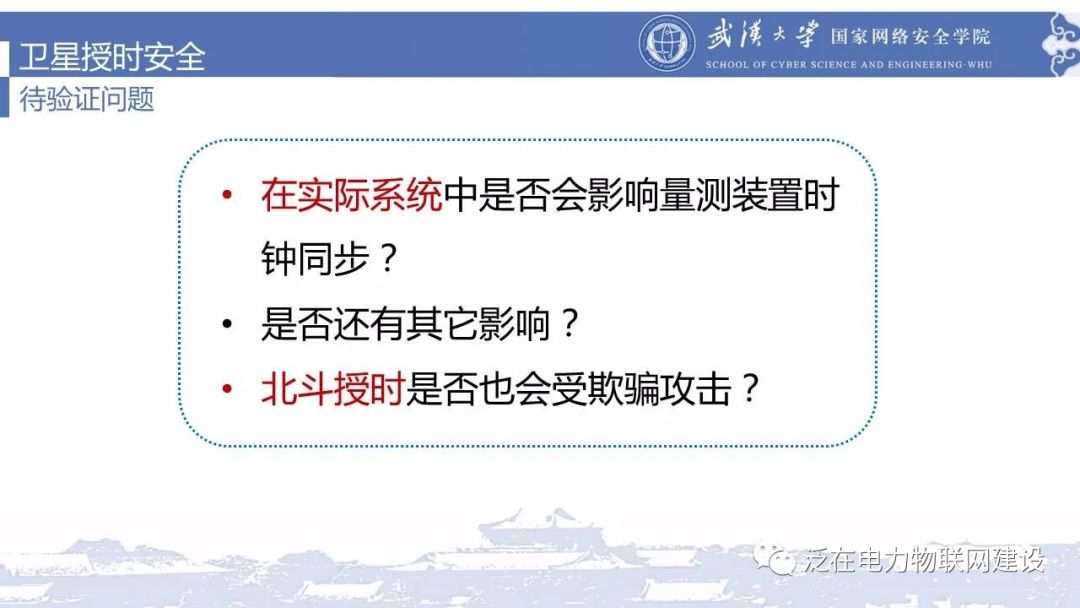 卫星授时安全
武汉大学 国家网络安全学院
SCHOOL OF CYBER SCIENCE AND ENGINEERING·WHU
待验证问题
• 在实际系统中是否会影响量测装置时
钟同步？
• 是否还有其它影响？
• 北斗授时是否也会受欺骗攻击？
泛在电力物联网建设